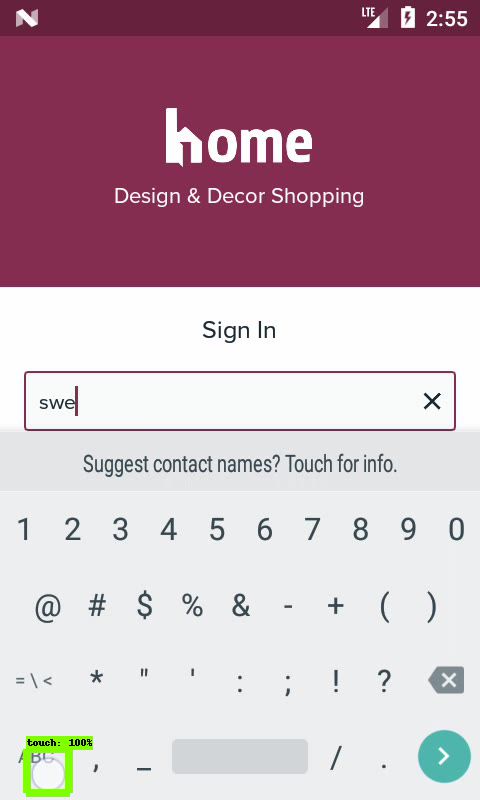 LTE 2:55
home
Design & Decor Shopping
Sign In
swe
Suggest contact names? Touch for info.
1 2 3 4 5 6 7 8 9 0
@ # $ % & - + ( )
= \ < * " ' : ; ! ?
touch: 100%
ABC , _ / .